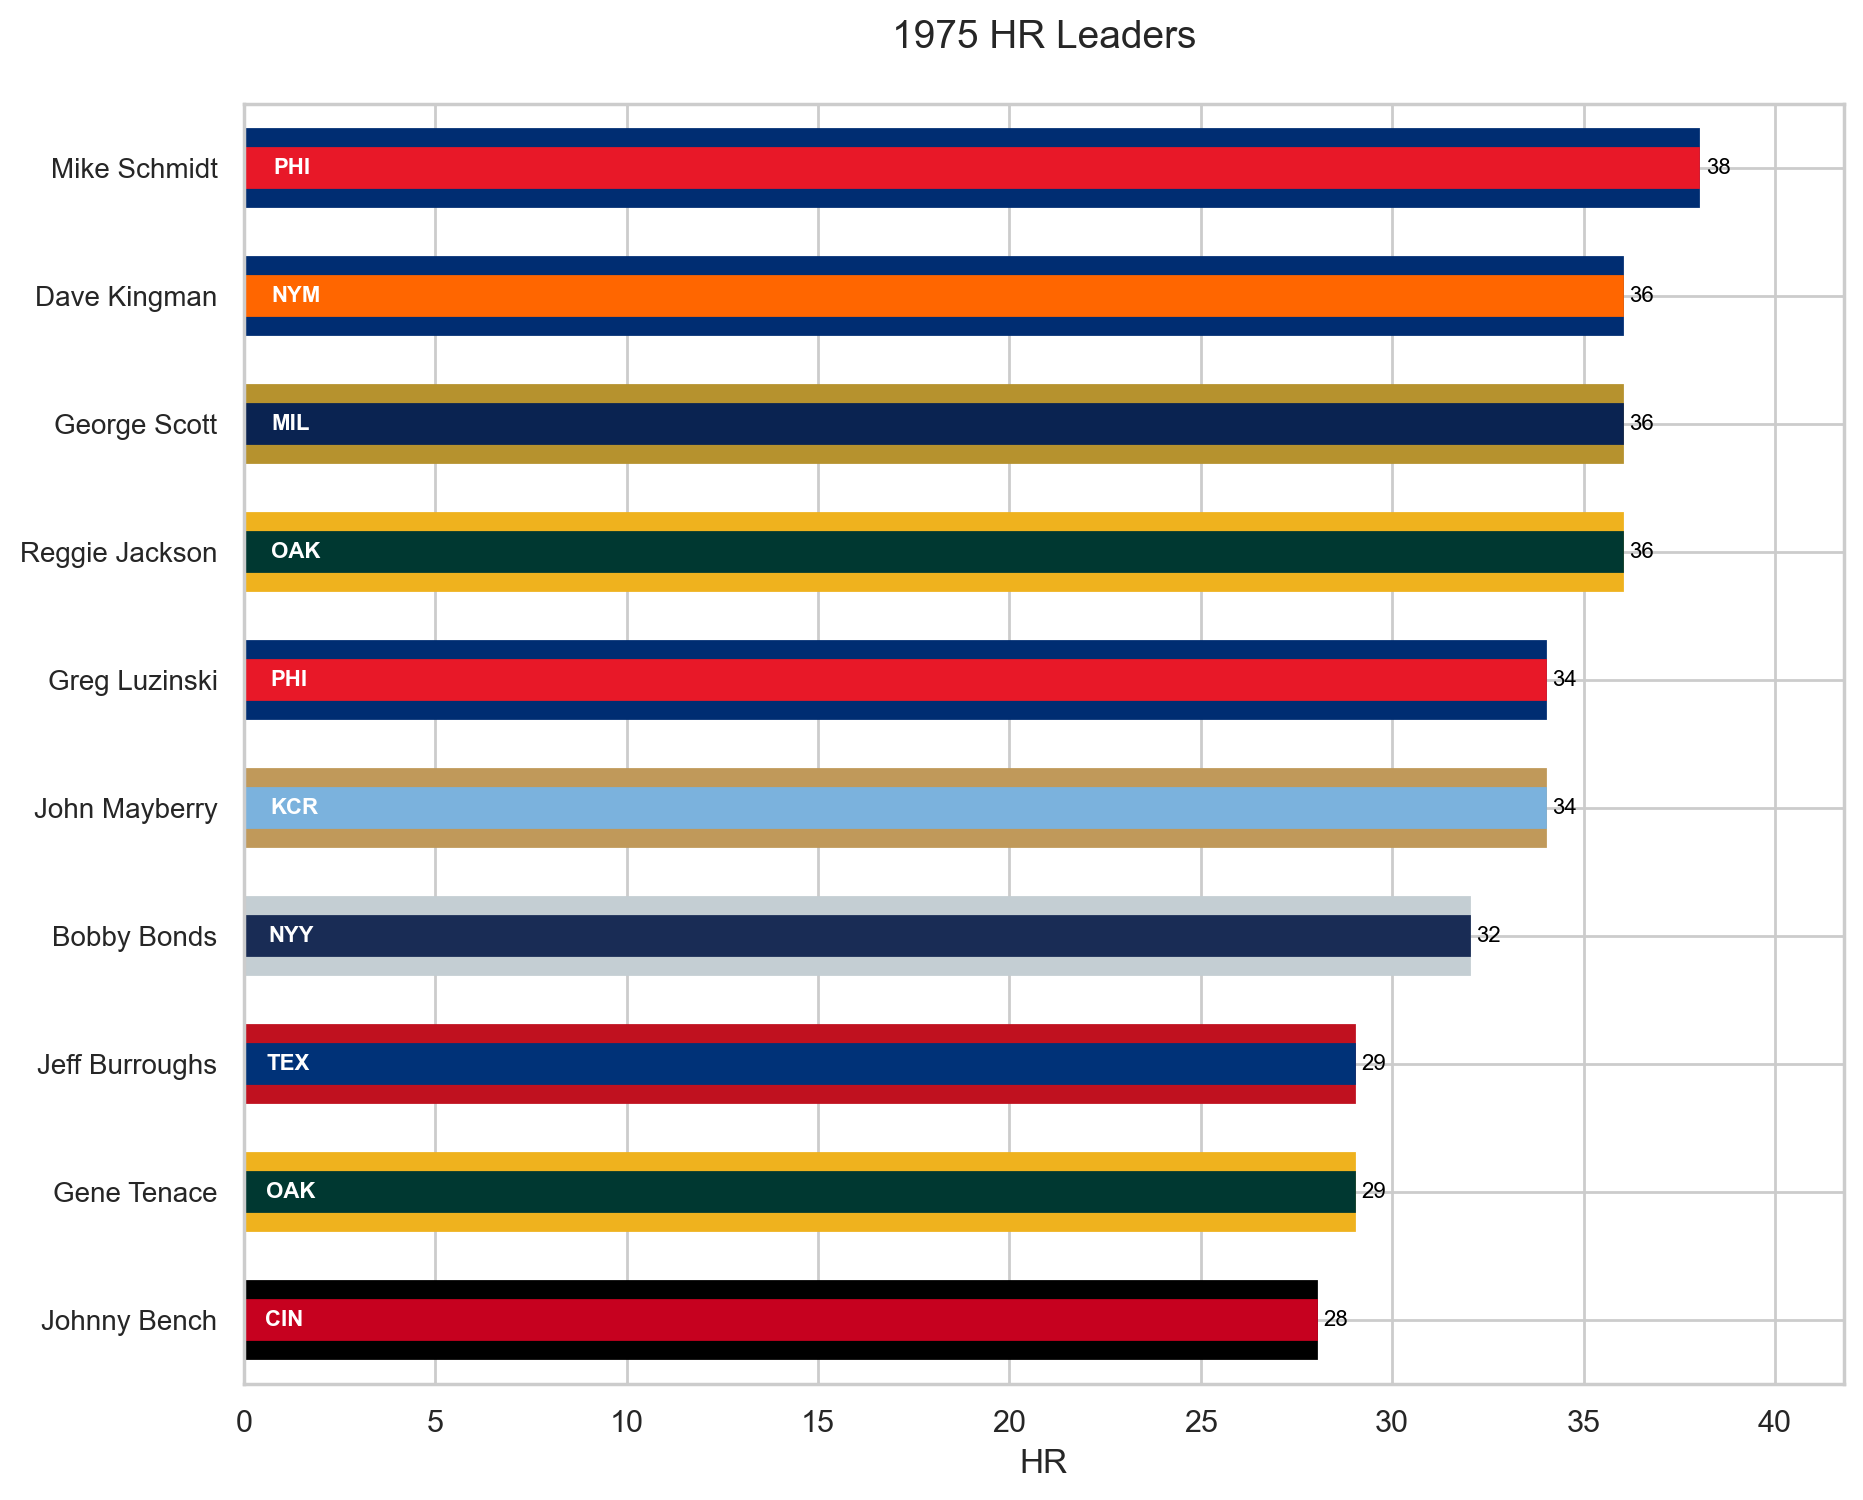 1975 HR Leaders
Mike Schmidt PHI 38
Dave Kingman NYM 36
George Scott MIL 36
Reggie Jackson OAK 36
Greg Luzinski PHI 34
John Mayberry KCR 34
Bobby Bonds NYY 32
Jeff Burroughs TEX 29
Gene Tenace OAK 29
Johnny Bench CIN 28
0 5 10 15 20 25 30 35 40
HR